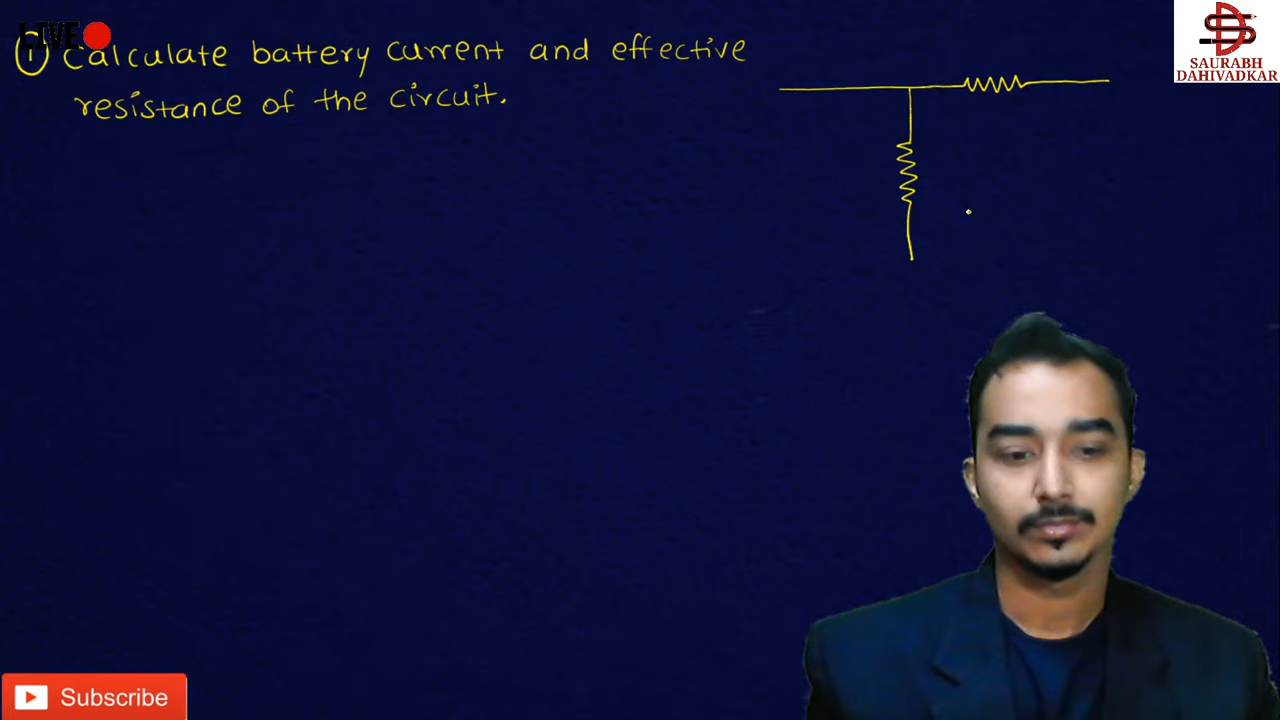 LIVE
① Calculate battery current and effective
resistance of the circuit.
SAURABH
DAHIVADKAR
Subscribe